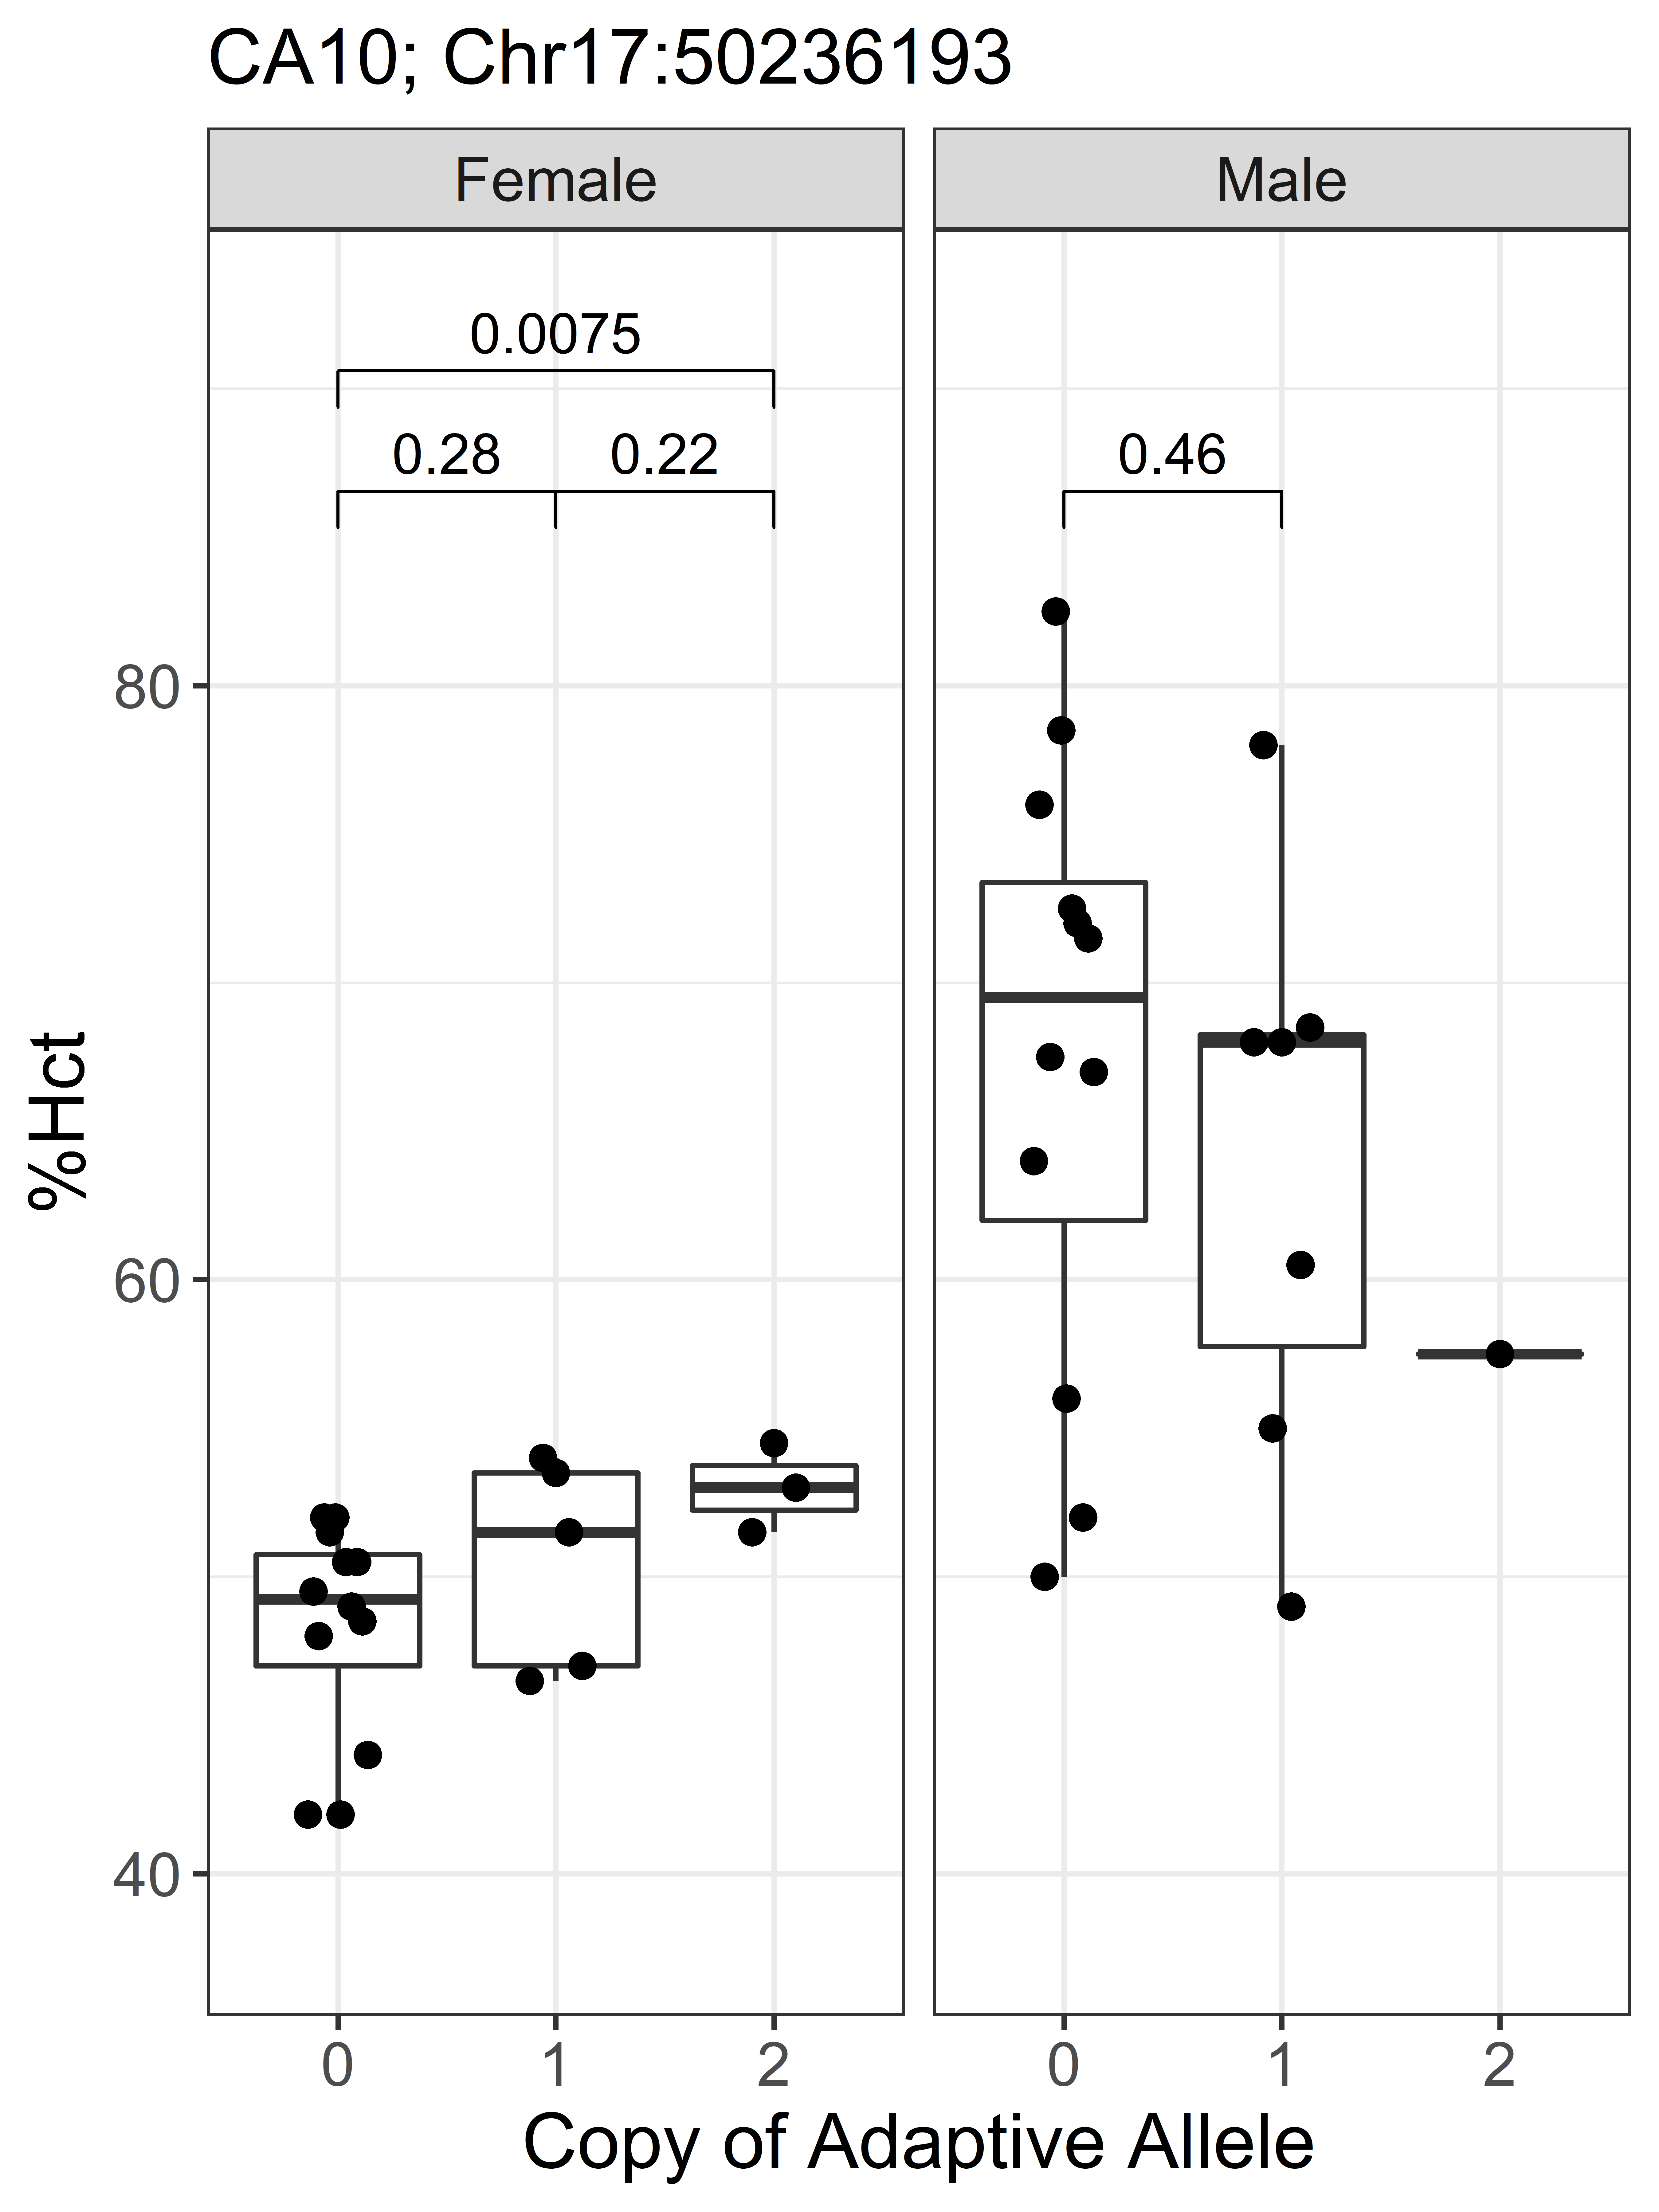 CA10; Chr17:50236193
Female
Male
0.0075
0.28
0.22
0.46
80
60
40
%Hct
0
1
2
0
1
2
Copy of Adaptive Allele